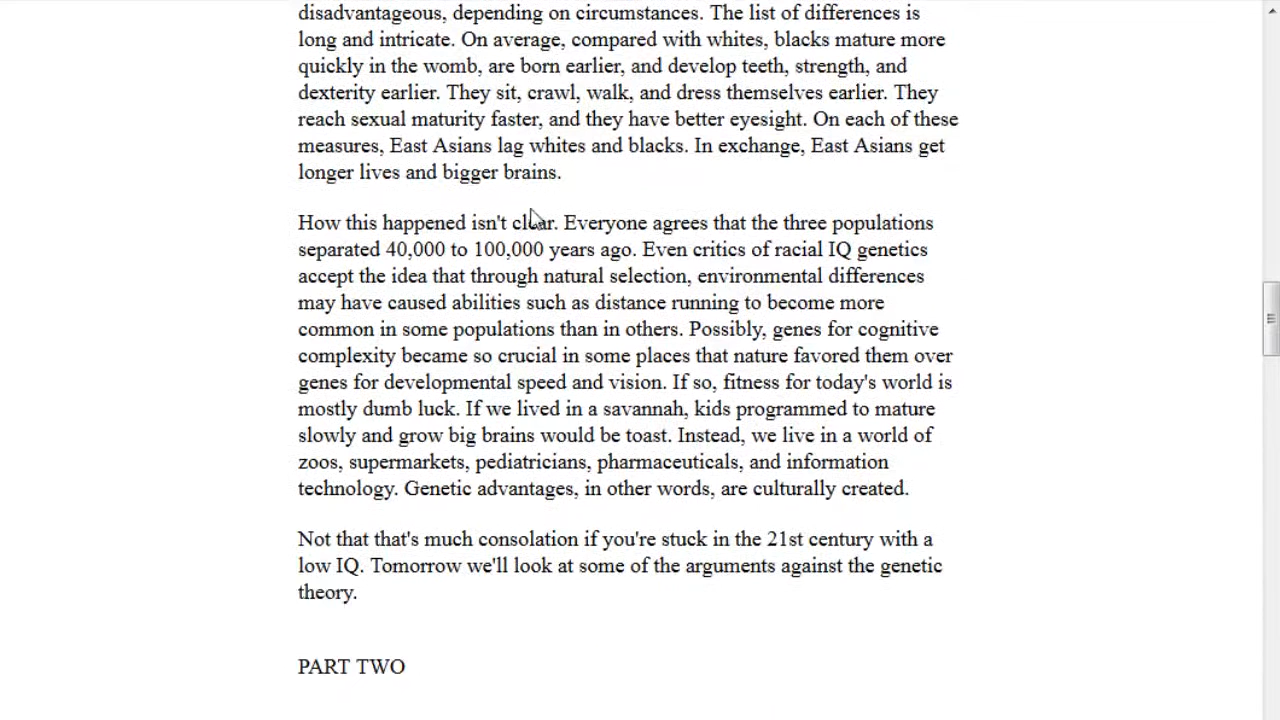 disadvantageous, depending on circumstances. The list of differences is
long and intricate. On average, compared with whites, blacks mature more
quickly in the womb, are born earlier, and develop teeth, strength, and
dexterity earlier. They sit, crawl, walk, and dress themselves earlier. They
reach sexual maturity faster, and they have better eyesight. On each of these
measures, East Asians lag whites and blacks. In exchange, East Asians get
longer lives and bigger brains.
How this happened isn't clear. Everyone agrees that the three populations
separated 40,000 to 100,000 years ago. Even critics of racial IQ genetics
accept the idea that through natural selection, environmental differences
may have caused abilities such as distance running to become more
common in some populations than in others. Possibly, genes for cognitive
complexity became so crucial in some places that nature favored them over
genes for developmental speed and vision. If so, fitness for today's world is
mostly dumb luck. If we lived in a savannah, kids programmed to mature
slowly and grow big brains would be toast. Instead, we live in a world of
zoos, supermarkets, pediatricians, pharmaceuticals, and information
technology. Genetic advantages, in other words, are culturally created.
Not that that's much consolation if you're stuck in the 21st century with a
low IQ. Tomorrow we'll look at some of the arguments against the genetic
theory.
PART TWO